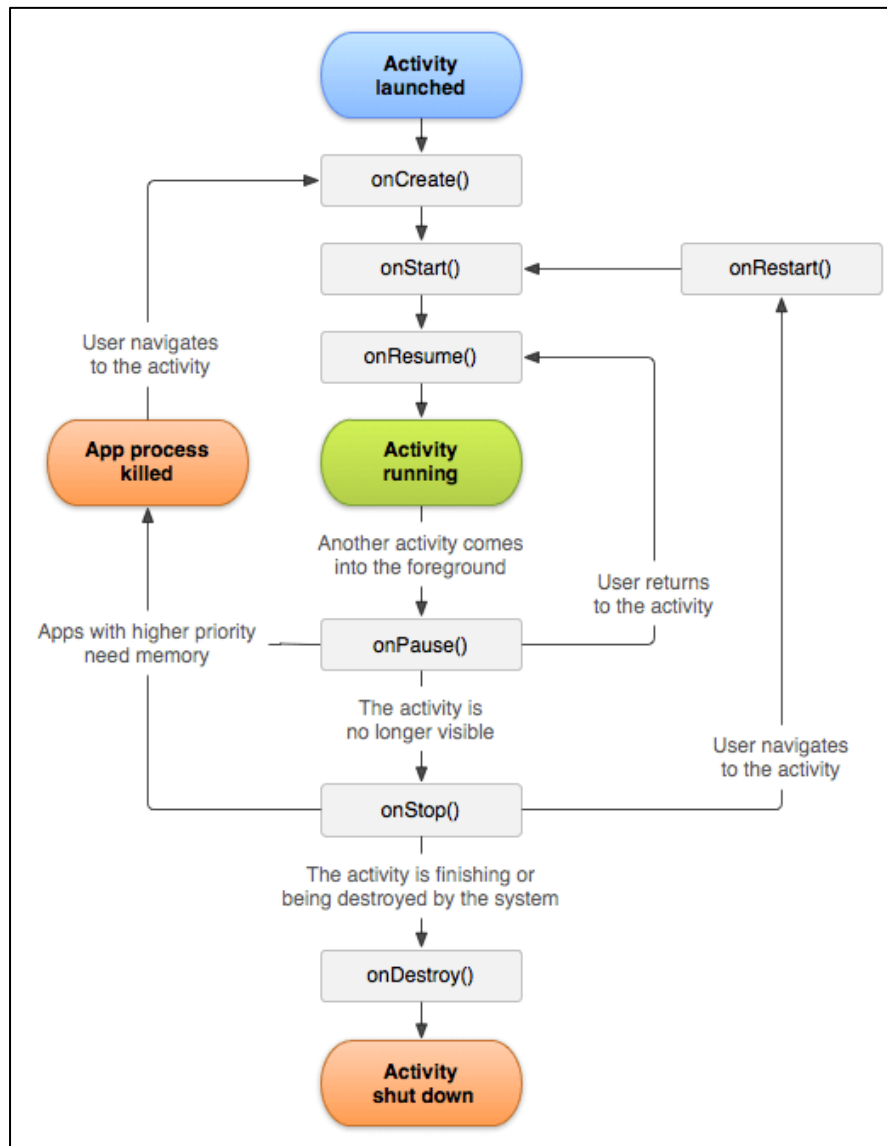 Activity
launched
onCreate()
onStart()
onRestart()
User navigates
to the activity
onResume()
App process
killed
Activity
running
Another activity comes
into the foreground
User returns
to the activity
Apps with higher priority
need memory
onPause()
The activity is
no longer visible
User navigates
to the activity
onStop()
The activity is finishing or
being destroyed by the system
onDestroy()
Activity
shut down